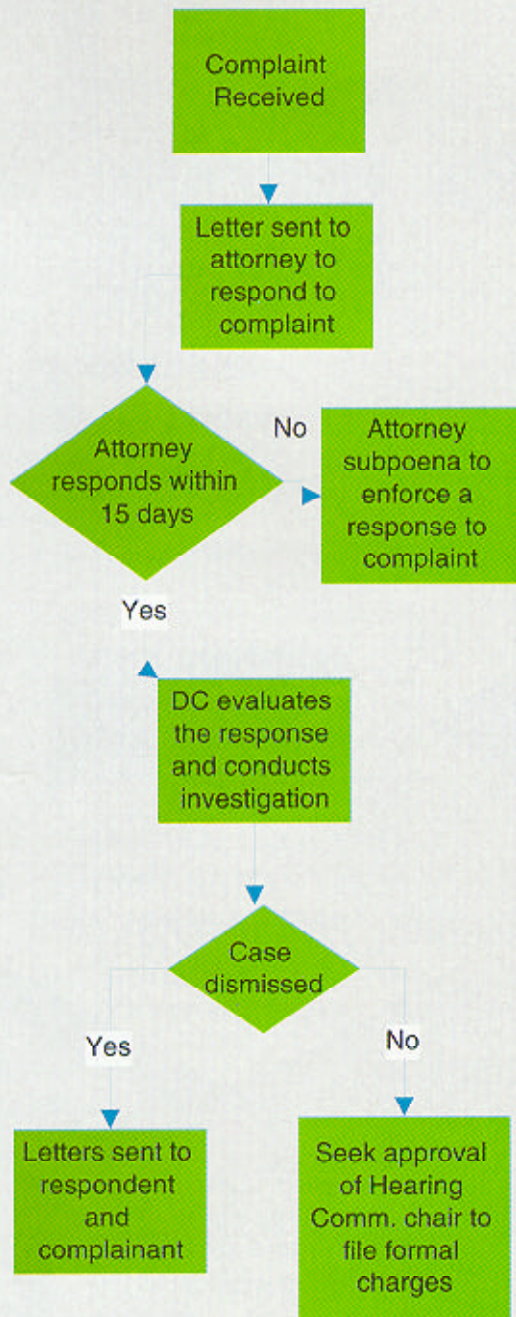 Complaint
Received
Letter sent to
attorney to
respond to
complaint
Attorney
responds within
15 days
No
Attorney
subpoena to
enforce a
response to
complaint
Yes
DC evaluates
the response
and conducts
investigation
Case
dismissed
Yes
No
Letters sent to
respondent
and
complainant
Seek approval
of Hearing
Comm. chair to
file formal
charges